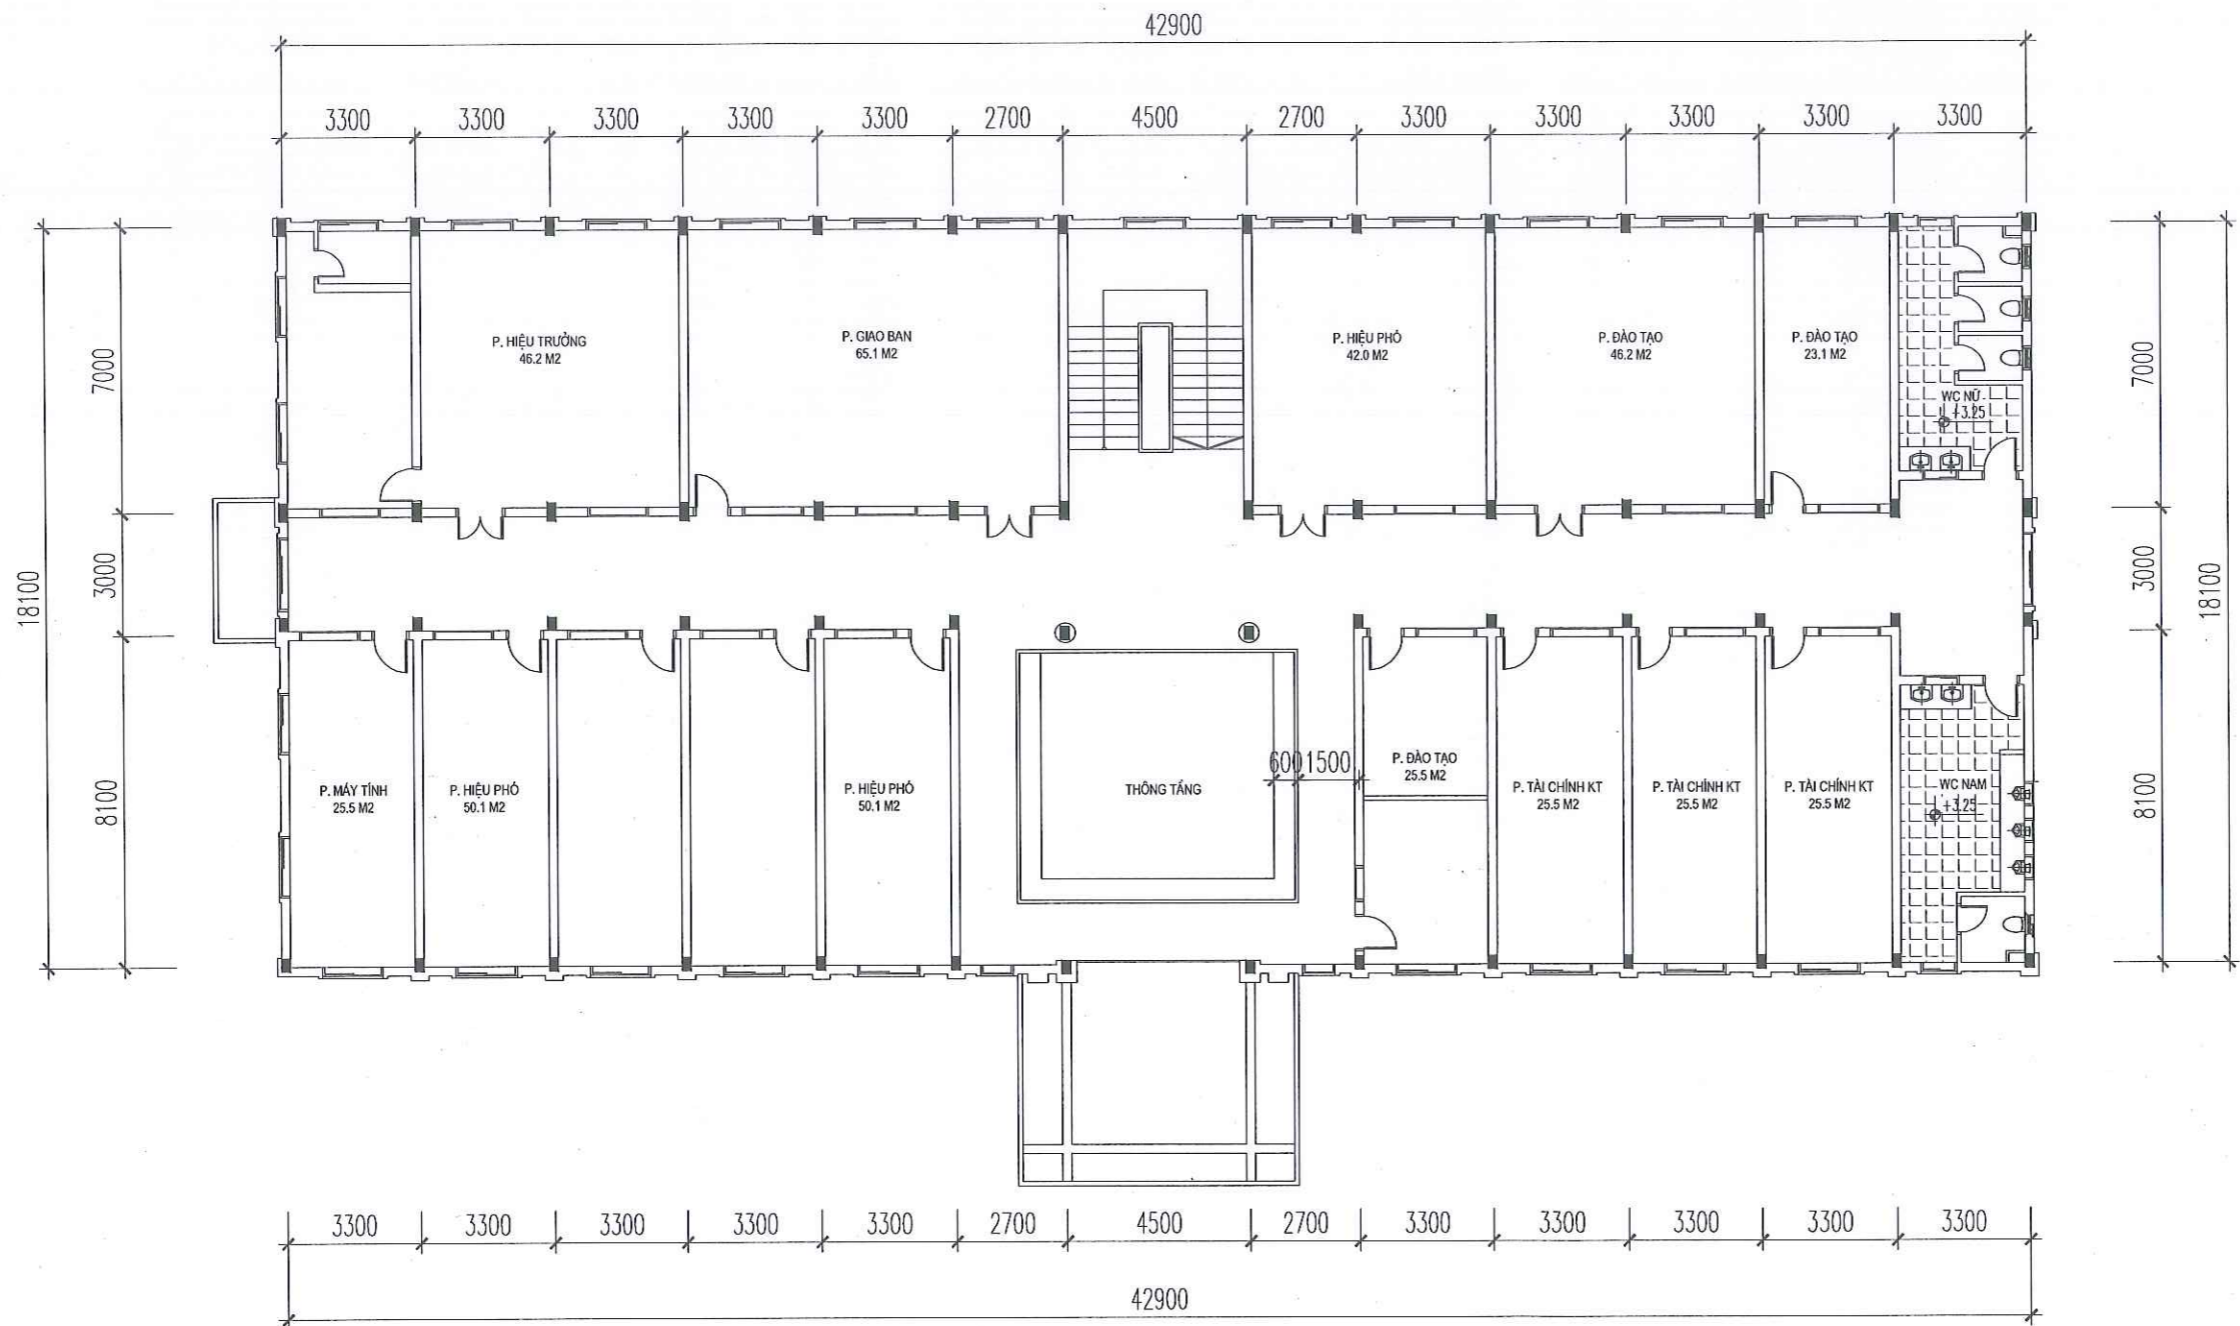 42900
3300 3300 3300 3300 3300 2700 4500 2700 3300 3300 3300 3300 3300
P. HIỆU TRƯỞNG
46.2 M2
P. GIAO BAN
65.1 M2
P. HIỆU PHÓ
42.0 M2
P. ĐÀO TẠO
46.2 M2
P. ĐÀO TẠO
23.1 M2
WC NỮ
+3.25
7000
7000
3000
3000
18100
18100
8100
8100
P. MÁY TÍNH
25.5 M2
P. HIỆU PHÓ
50.1 M2
P. HIỆU PHÓ
50.1 M2
THÔNG TẦNG
600 1500
P. ĐÀO TẠO
25.5 M2
P. TÀI CHÍNH KT
25.5 M2
P. TÀI CHÍNH KT
25.5 M2
P. TÀI CHÍNH KT
25.5 M2
WC NAM
+3.25
3300 3300 3300 3300 3300 2700 4500 2700 3300 3300 3300 3300 3300
42900